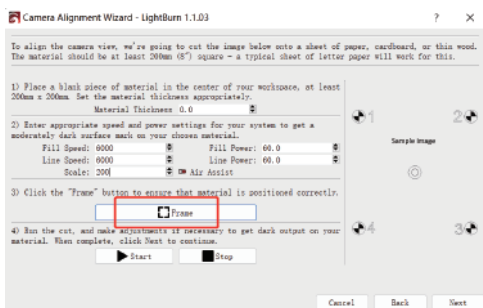 Camera Alignment Wizard - LightBurn 1.1.03
To align the camera view, we're going to cut the image below onto a sheet of paper, cardboard, or thin wood.
The material should be at least 200mm (8") square - a typical sheet of letter paper will work for this.
1) Place a blank piece of material in the center of your workspace, at least
200mm x 200mm. Set the material thickness appropriately.
Material Thickness 0.0
2) Enter appropriate speed and power settings for your system to get a
moderately dark surface mark on your chosen material.
Fill Speed: 6000 Fill Power: 60.0
Line Speed: 6000 Line Power: 60.0
Scale: 200 Air Assist
3) Click the "Frame" button to ensure that material is positioned correctly.
Frame
4) Run the cut, and make adjustments if necessary to get dark output on your
material. When complete, click Next to continue.
Start Stop
1 2
Sample Image
4 3
Cancel Back Next